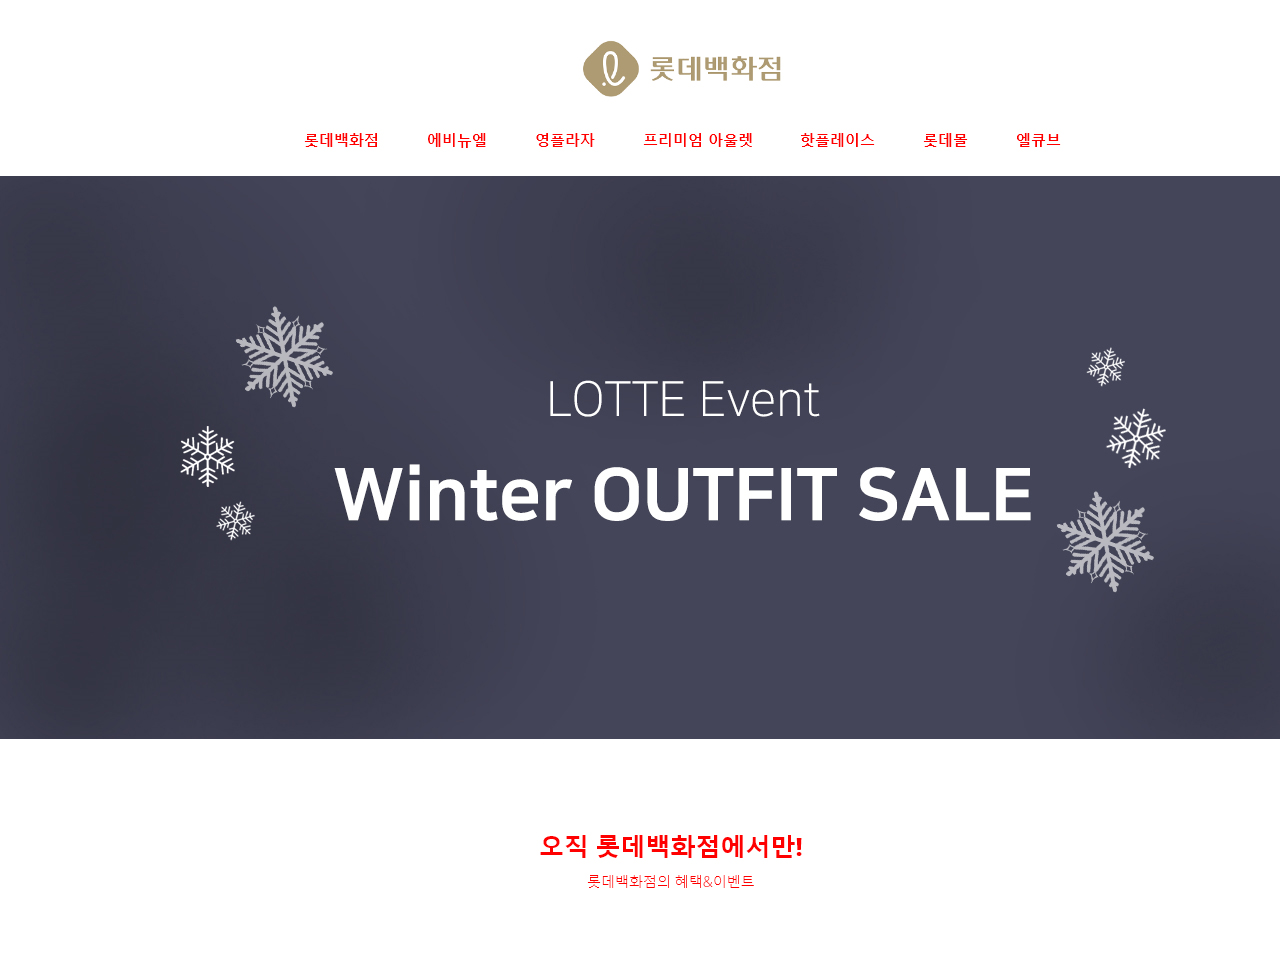 롯데백화점
롯데백화점 에비뉴엘 영플라자 프리미엄 아울렛 핫플레이스 롯데몰 엘큐브
LOTTE Event
Winter OUTFIT SALE
오직 롯데백화점에서만!
롯데백화점의 혜택&이벤트